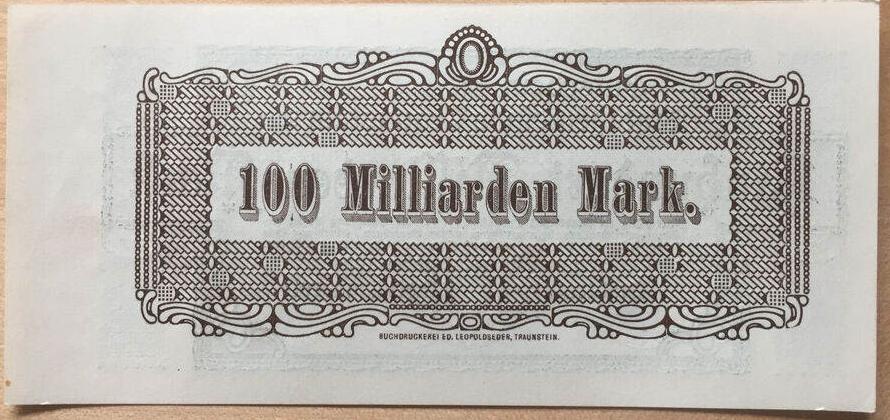 100 Milliarden Mark.
BUCHDRUCKEREI ED. LEOPOLDSEDER, TRAUNSTEIN.